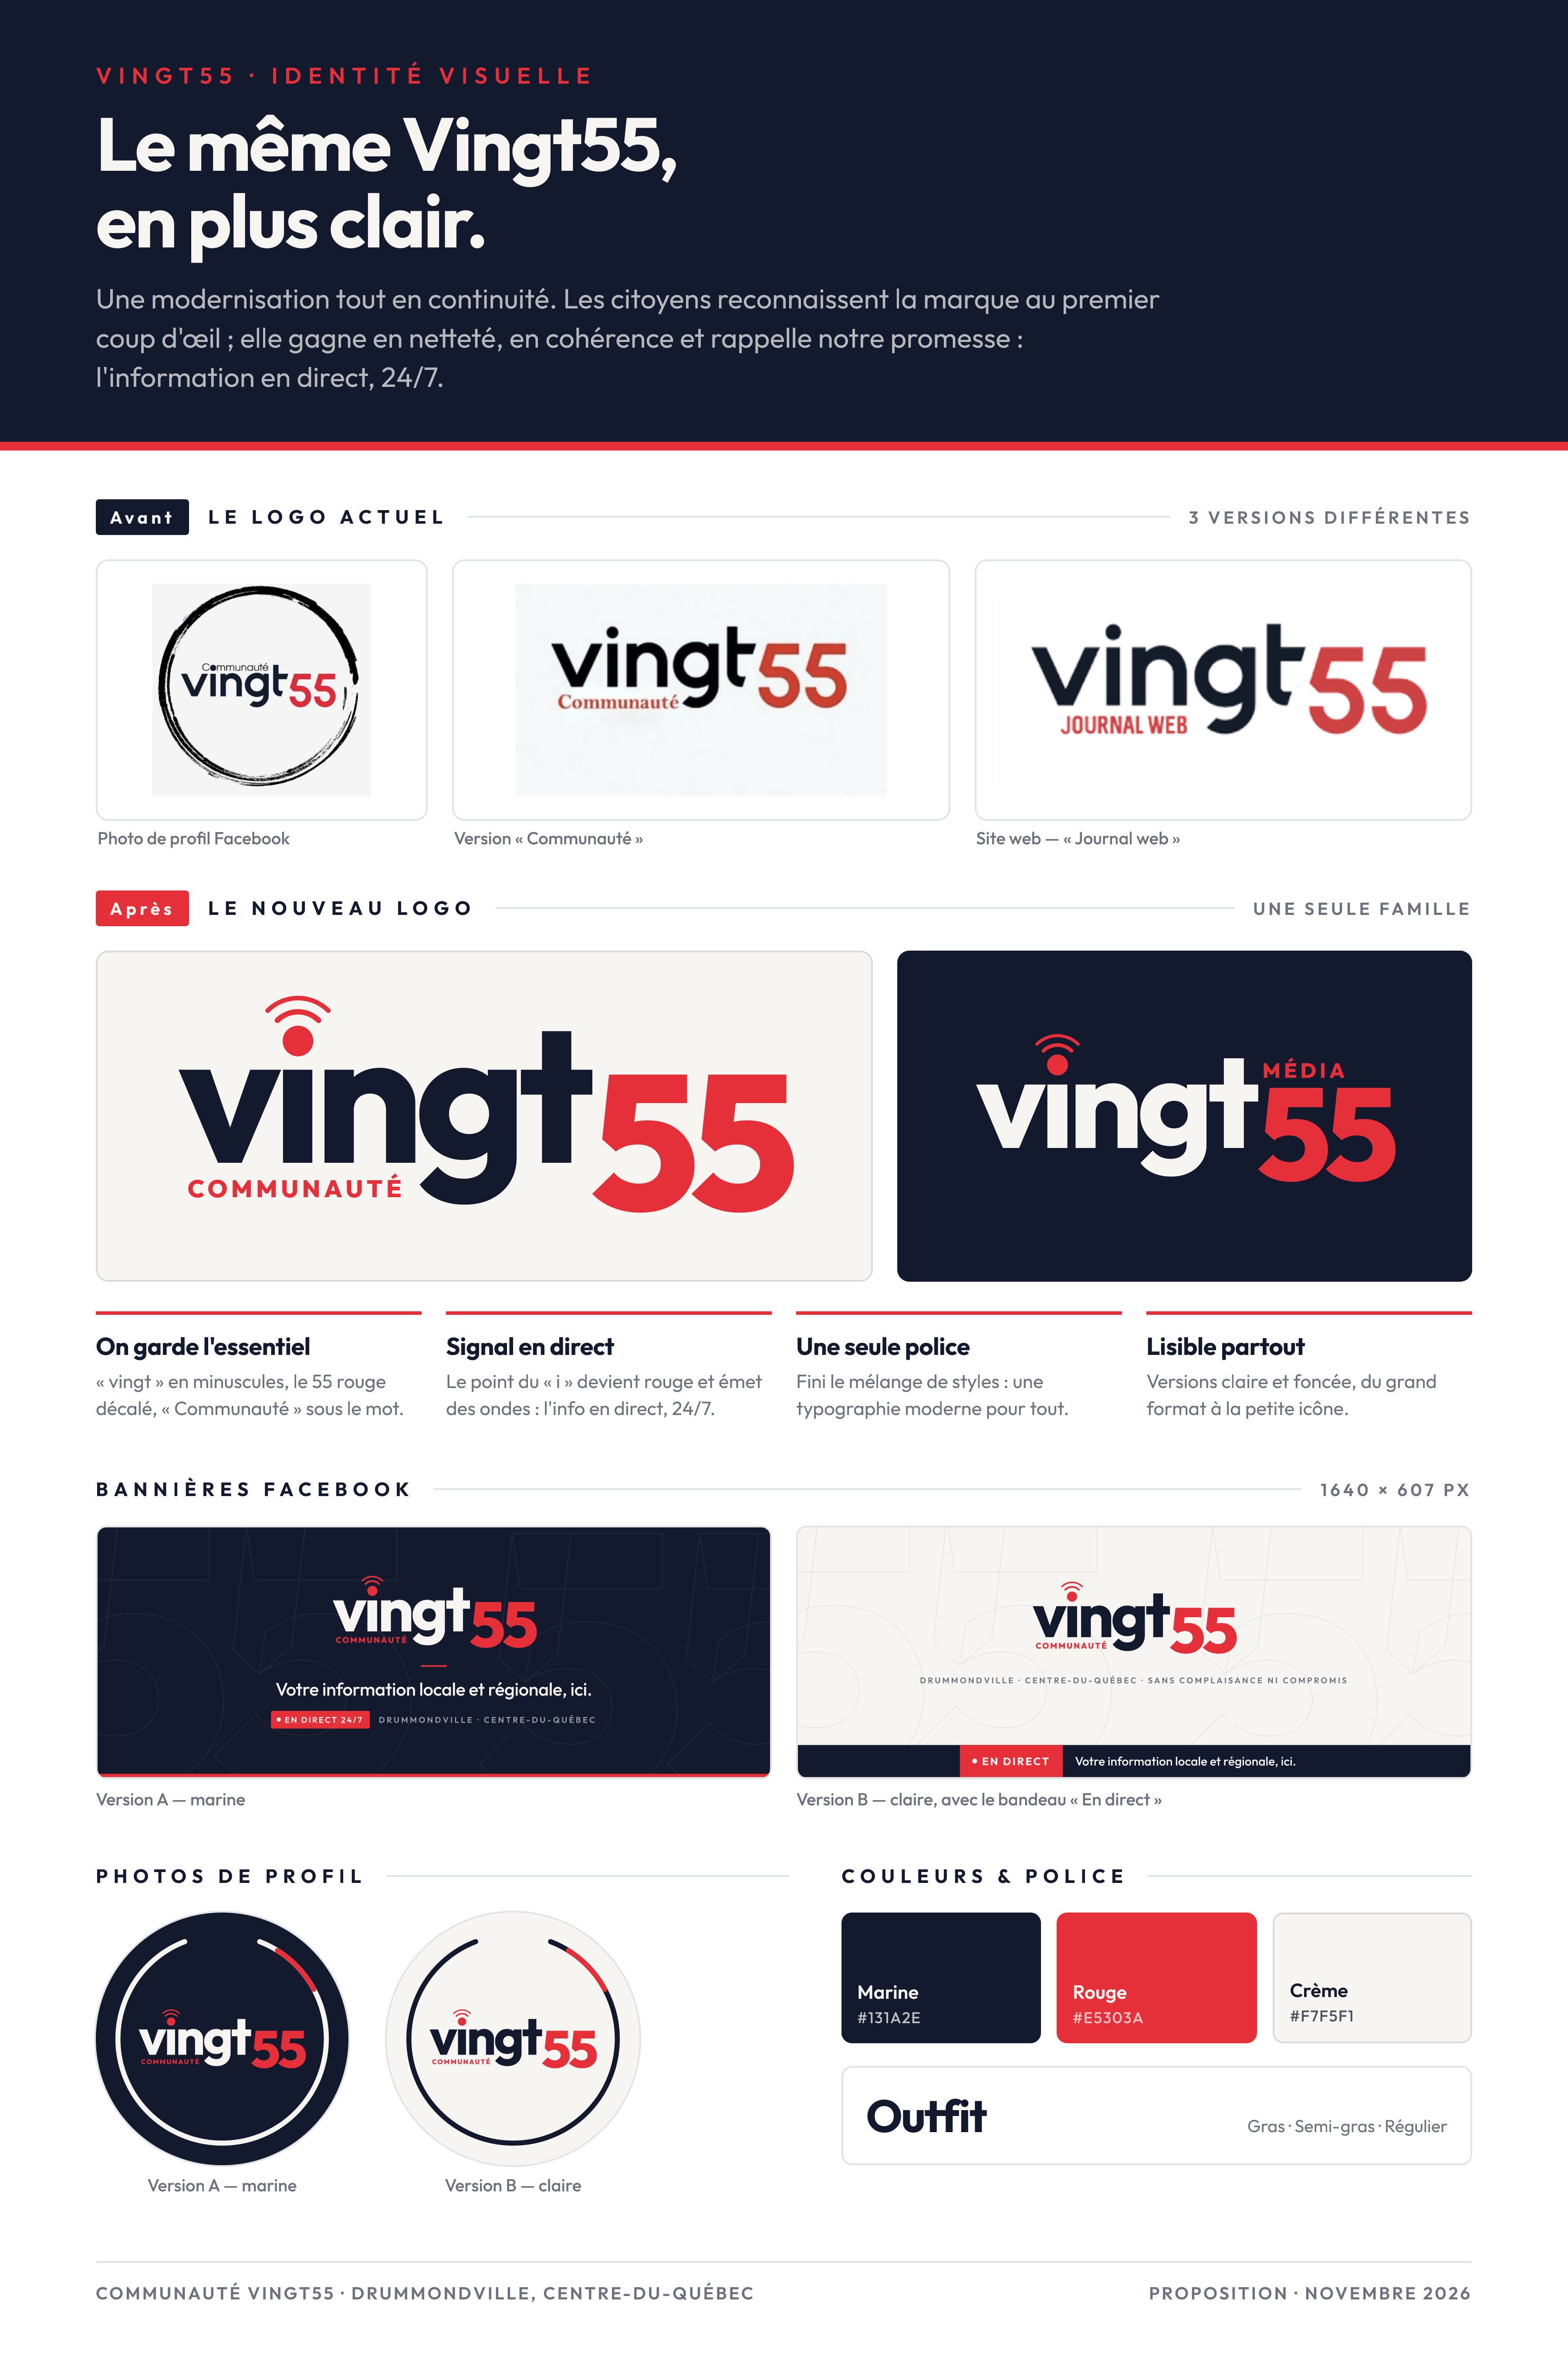 VINGT55 · IDENTITÉ VISUELLE
Le même Vingt55,
en plus clair.
Une modernisation tout en continuité. Les citoyens reconnaissent la marque au premier
coup d'œil ; elle gagne en netteté, en cohérence et rappelle notre promesse :
l'information en direct, 24/7.
Avant LE LOGO ACTUEL 3 VERSIONS DIFFÉRENTES
Communauté
vingt55
Photo de profil Facebook
vingt55
Communauté
Version « Communauté »
vingt55
JOURNAL WEB
Site web — « Journal web »
Après LE NOUVEAU LOGO UNE SEULE FAMILLE
vingt55
COMMUNAUTÉ
MÉDIA
vingt55
On garde l'essentiel
« vingt » en minuscules, le 55 rouge
décalé, « Communauté » sous le mot.
Signal en direct
Le point du « i » devient rouge et émet
des ondes : l'info en direct, 24/7.
Une seule police
Fini le mélange de styles : une
typographie moderne pour tout.
Lisible partout
Versions claire et foncée, du grand
format à la petite icône.
BANNIÈRES FACEBOOK 1640 × 607 PX
vingt55
COMMUNAUTÉ
Votre information locale et régionale, ici.
EN DIRECT 24/7 DRUMMONDVILLE · CENTRE-DU-QUÉBEC
Version A — marine
vingt55
COMMUNAUTÉ
DRUMMONDVILLE · CENTRE-DU-QUÉBEC · SANS COMPLAISANCE NI COMPROMIS
EN DIRECT Votre information locale et régionale, ici.
Version B — claire, avec le bandeau « En direct »
PHOTOS DE PROFIL
vingt55
COMMUNAUTÉ
Version A — marine
vingt55
COMMUNAUTÉ
Version B — claire
COULEURS & POLICE
Marine
#131A2E
Rouge
#E5303A
Crème
#F7F5F1
Outfit Gras · Semi-gras · Régulier
COMMUNAUTÉ VINGT55 · DRUMMONDVILLE, CENTRE-DU-QUÉBEC PROPOSITION · NOVEMBRE 2026